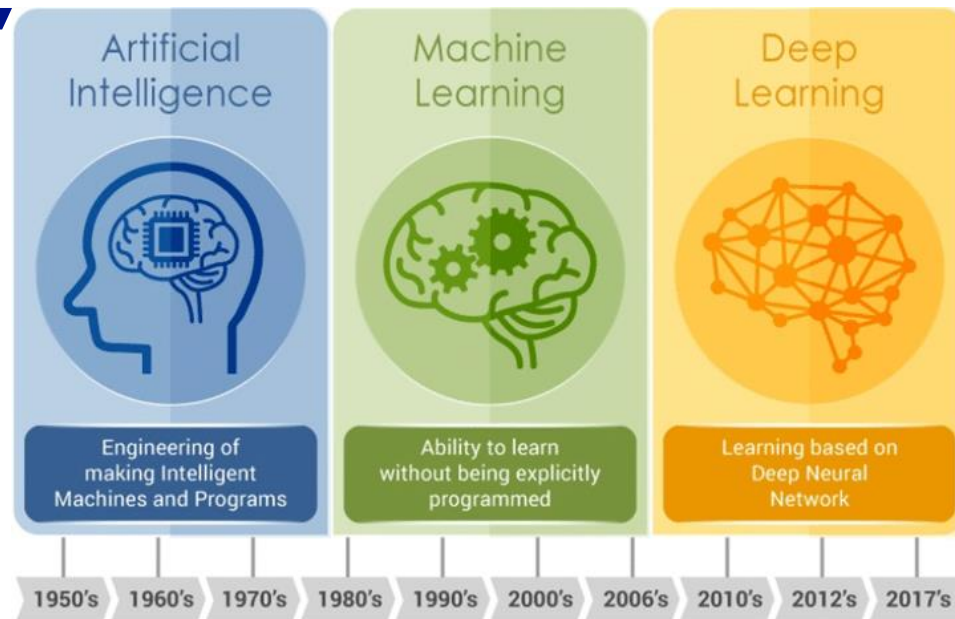 Artificial
Intelligence
Engineering of
making Intelligent
Machines and Programs
Machine
Learning
Ability to learn
without being explicitly
programmed
Deep
Learning
Learning based on
Deep Neural
Network
1950's 1960's 1970's 1980's 1990's 2000's 2006's 2010's 2012's 2017's